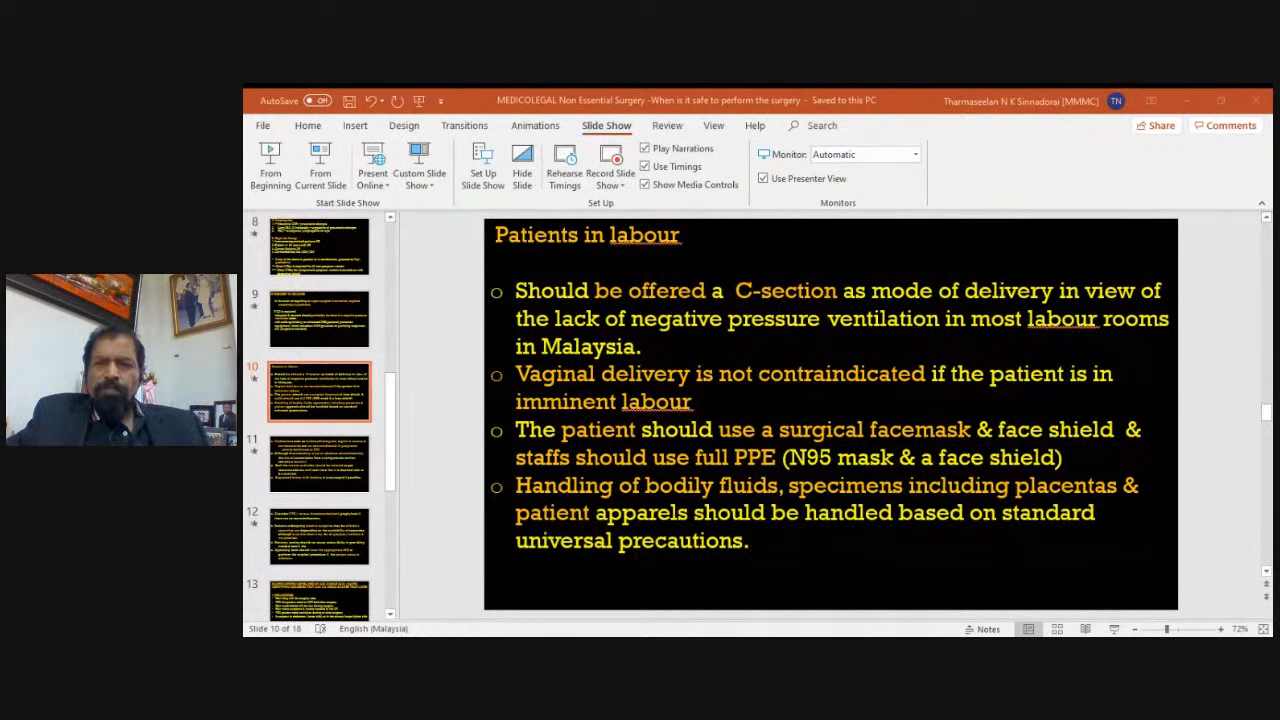 AutoSave Off MEDICOLEGAL Non Essential Surgery -When is it safe to perform the surgery - Saved to this PC Tharmaseelan N K Sinnadorai [MMMC] TN
File Home Insert Design Transitions Animations Slide Show Review View Help Search Share Comments
From Beginning
From Current Slide
Present Online
Custom Slide Show
Set Up Slide Show
Hide Slide
Rehearse Timings
Record Slide Show
Play Narrations
Use Timings
Show Media Controls
Monitor: Automatic
Use Presenter View
Start Slide Show Set Up Monitors
8
9
10
11
12
13
Patients in labour
Should be offered a C-section as mode of delivery in view of
the lack of negative pressure ventilation in most labour rooms
in Malaysia.
Vaginal delivery is not contraindicated if the patient is in
imminent labour
The patient should use a surgical facemask & face shield &
staffs should use full PPE (N95 mask & a face shield)
Handling of bodily fluids, specimens including placentas &
patient apparels should be handled based on standard
universal precautions.
Slide 10 of 18 English (Malaysia) Notes 72%